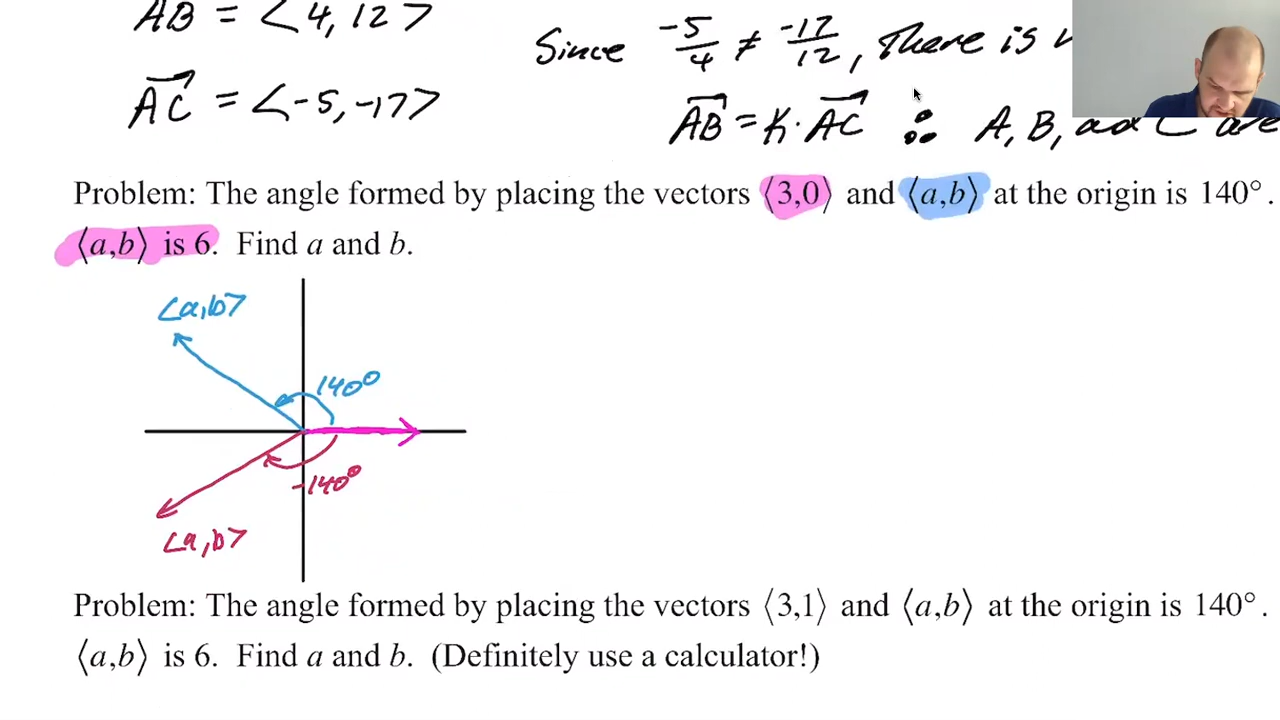 AB = <4, 12>
Since -5/4 ≠ -17/12, There is
AC = <-5, -17>
AB = K · AC ∴ A, B, and C are
Problem: The angle formed by placing the vectors ⟨3,0⟩ and ⟨a,b⟩ at the origin is 140°.
⟨a,b⟩ is 6. Find a and b.
<a,b>
140°
-140°
<a,b>
Problem: The angle formed by placing the vectors ⟨3,1⟩ and ⟨a,b⟩ at the origin is 140°.
⟨a,b⟩ is 6. Find a and b. (Definitely use a calculator!)